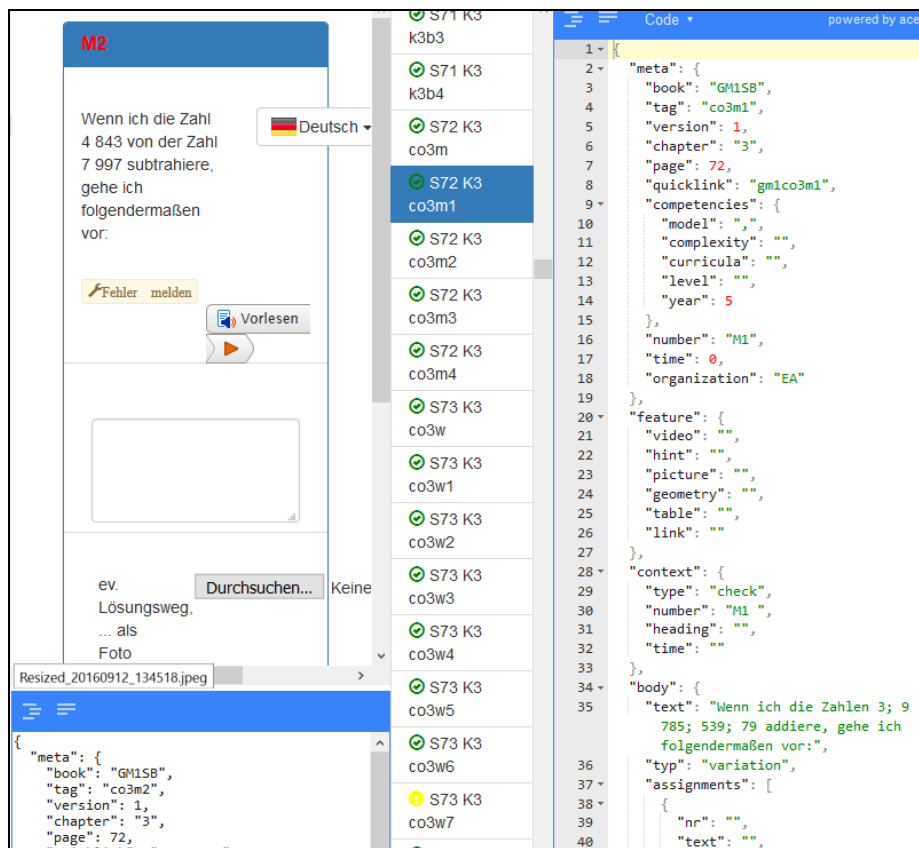 M2
Wenn ich die Zahl
4 843 von der Zahl
7 997 subtrahiere,
gehe ich
folgendermaßen
vor:
Deutsch
Fehler melden
Vorlesen
ev.
Lösungsweg,
... als
Foto
Durchsuchen... Keine
Resized_20160912_134518.jpeg
{
"meta": {
"book": "GM1SB",
"tag": "co3m2",
"version": 1,
"chapter": "3",
"page": 72,
S71 K3
k3b3
S71 K3
k3b4
S72 K3
co3m
S72 K3
co3m1
S72 K3
co3m2
S72 K3
co3m3
S72 K3
co3m4
S73 K3
co3w
S73 K3
co3w1
S73 K3
co3w2
S73 K3
co3w3
S73 K3
co3w4
S73 K3
co3w5
S73 K3
co3w6
S73 K3
co3w7
Code powered by ace
1 {
2 "meta": {
3 "book": "GM1SB",
4 "tag": "co3m1",
5 "version": 1,
6 "chapter": "3",
7 "page": 72,
8 "quicklink": "gm1co3m1",
9 "competencies": {
10 "model": ",",
11 "complexity": "",
12 "curricula": "",
13 "level": "",
14 "year": 5
15 },
16 "number": "M1",
17 "time": 0,
18 "organization": "EA"
19 },
20 "feature": {
21 "video": "",
22 "hint": "",
23 "picture": "",
24 "geometry": "",
25 "table": "",
26 "link": ""
27 },
28 "context": {
29 "type": "check",
30 "number": "M1 ",
31 "heading": "",
32 "time": ""
33 },
34 "body": {
35 "text": "Wenn ich die Zahlen 3; 9
785; 539; 79 addiere, gehe ich
folgendermaßen vor:",
36 "typ": "variation",
37 "assignments": [
38 {
39 "nr": "",
40 "text": "",